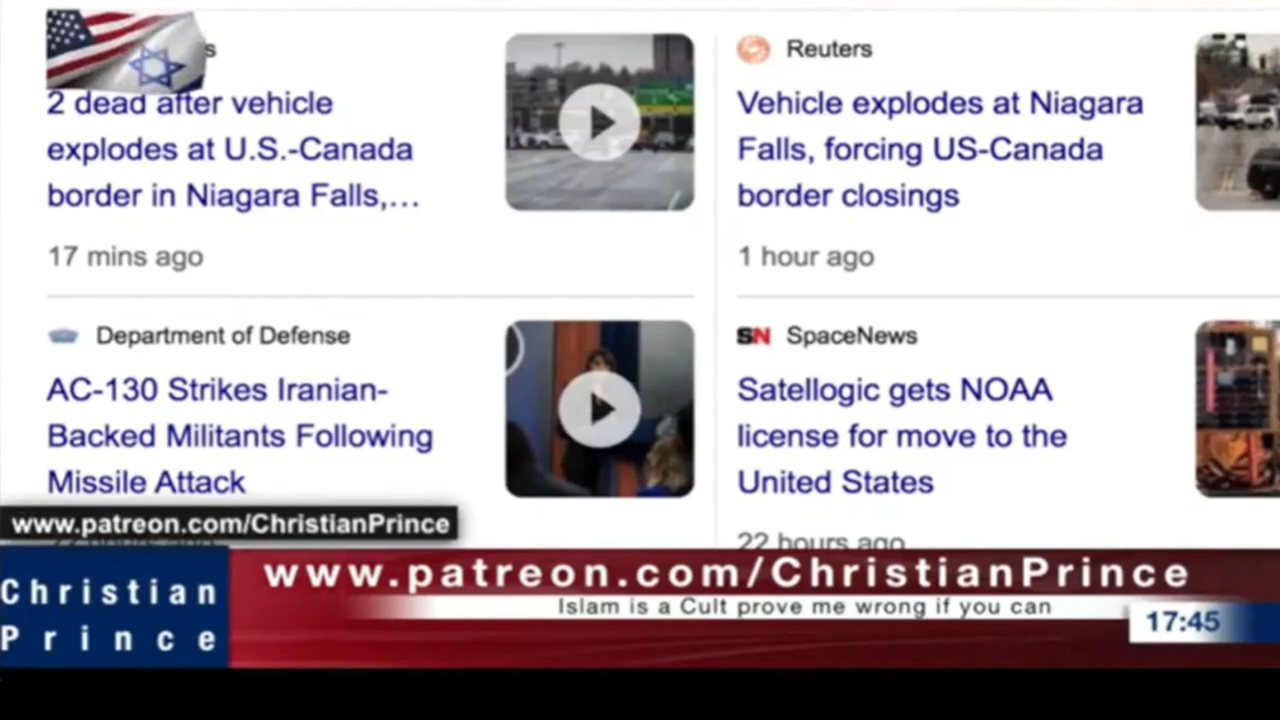 s
2 dead after vehicle
explodes at U.S.-Canada
border in Niagara Falls,...
17 mins ago
Reuters
Vehicle explodes at Niagara
Falls, forcing US-Canada
border closings
1 hour ago
Department of Defense
AC-130 Strikes Iranian-
Backed Militants Following
Missile Attack
22 hours ago
SN SpaceNews
Satellogic gets NOAA
license for move to the
United States
22 hours ago
www.patreon.com/ChristianPrince
Christian
Prince
www.patreon.com/ChristianPrince
Islam is a Cult prove me wrong if you can
17:45